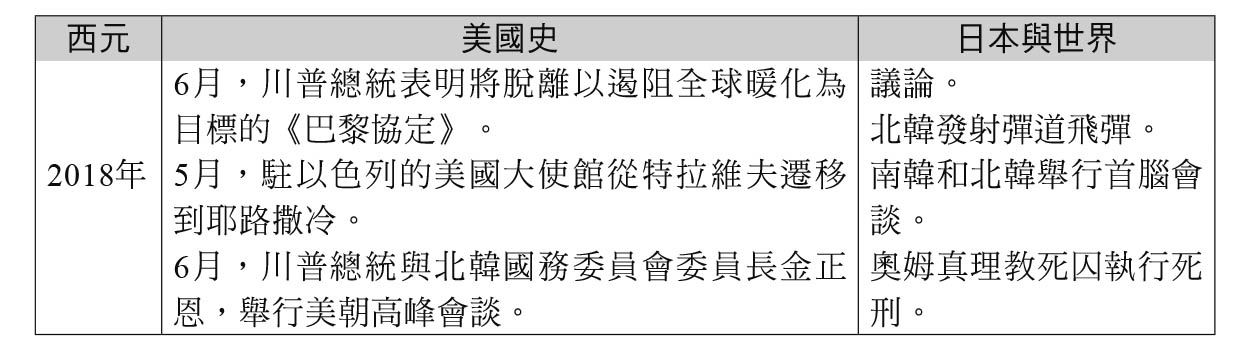 西元 美國史 日本與世界
6月，川普總統表明將脫離以遏阻全球暖化為 議論。
目標的《巴黎協定》。 北韓發射彈道飛彈。
2018年 5月，駐以色列的美國大使館從特拉維夫遷移 南韓和北韓舉行首腦會
到耶路撒冷。 談。
6月，川普總統與北韓國務委員會委員長金正 奧姆真理教死囚執行死
恩，舉行美朝高峰會談。 刑。